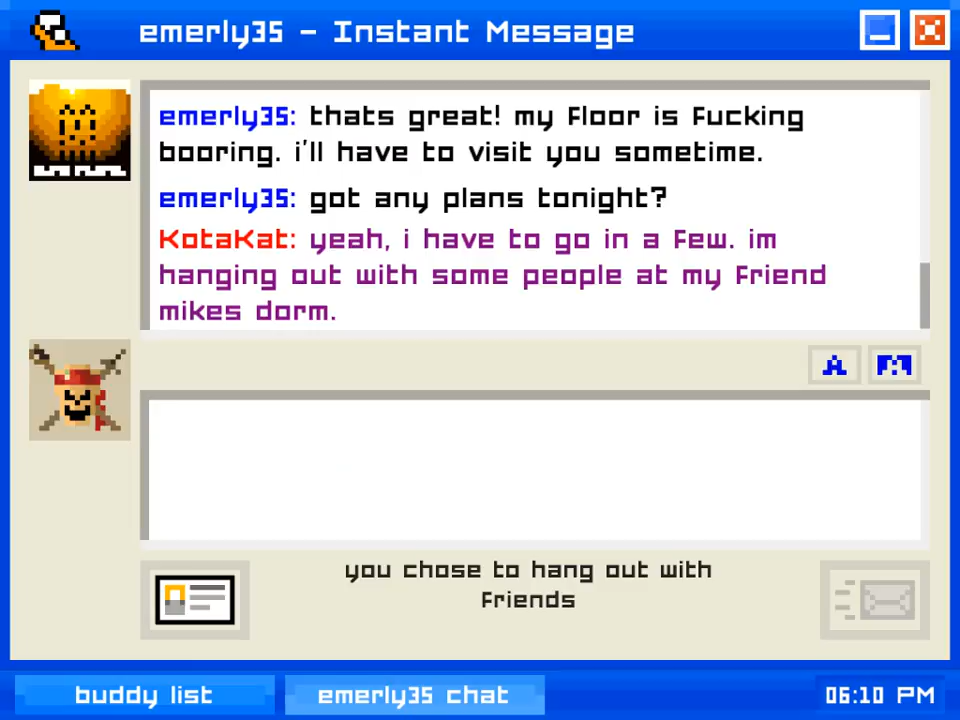 emerly35 - Instant Message
emerly35: thats great! my floor is fucking
booring. i'll have to visit you sometime.
emerly35: got any plans tonight?
KotaKat: yeah, i have to go in a few. im
hanging out with some people at my friend
mikes dorm.
A
you chose to hang out with
friends
buddy list
emerly35 chat
06:10 PM